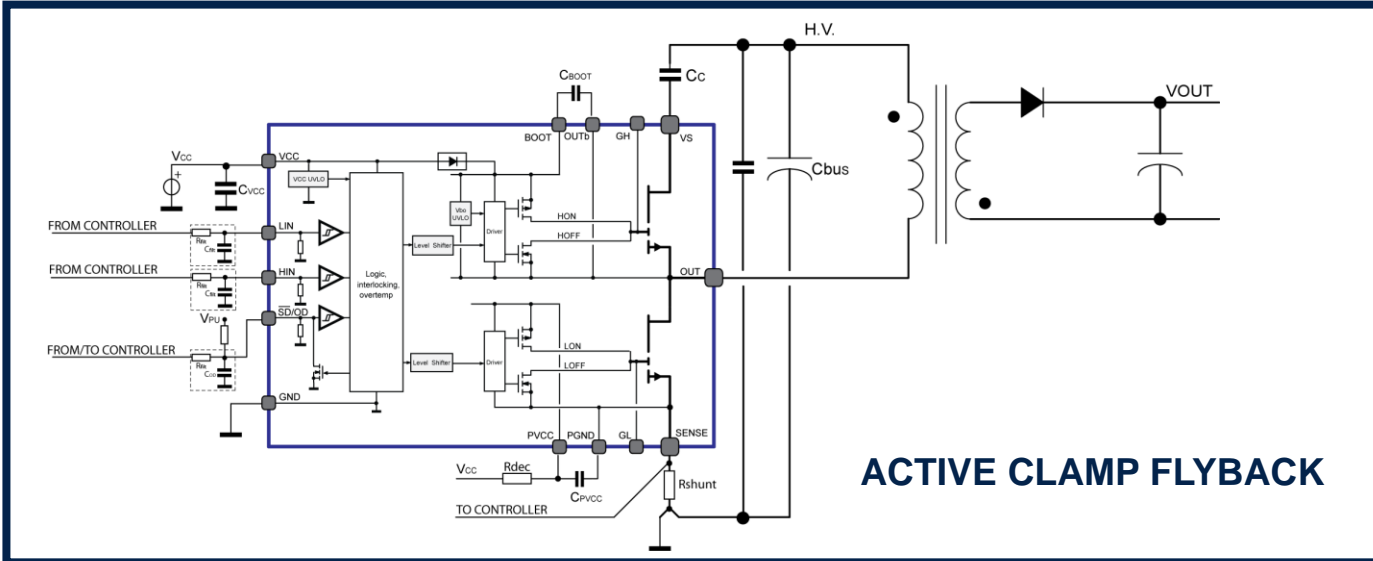 H.V.
CBOOT
CC
VOUT
BOOT
OUTb
GH
VS
VCC
VCC
Cbus
CVCC
VCC UVLO
FROM CONTROLLER
LIN
Vbo
UVLO
HON
Driver
HOFF
Level Shifter
FROM CONTROLLER
HIN
Logic,
interlocking,
overtemp
OUT
SD/OD
VPU
FROM/TO CONTROLLER
LON
Level Shifter
Driver
LOFF
GND
PVCC
PGND
GL
SENSE
VCC
Rdec
Rshunt
CPVCC
TO CONTROLLER
ACTIVE CLAMP FLYBACK